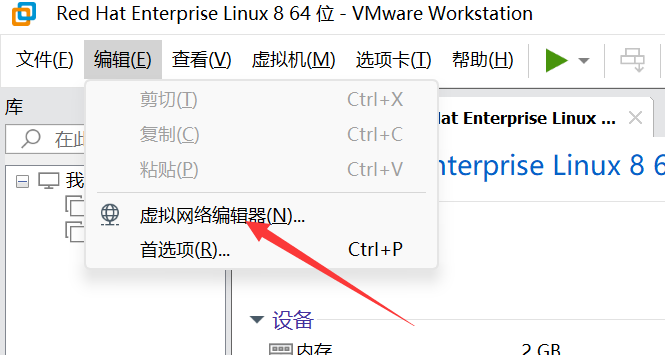 Red Hat Enterprise Linux 8 64 位 - VMware Workstation
文件(F) 编辑(E) 查看(V) 虚拟机(M) 选项卡(T) 帮助(H)
库
剪切(T) Ctrl+X
Hat Enterprise Linux ...
在此
复制(C) Ctrl+C
粘贴(P) Ctrl+V
nterprise Linux 8 6
我
虚拟网络编辑器(N)...
首选项(R)... Ctrl+P
设备
内存 2 GB